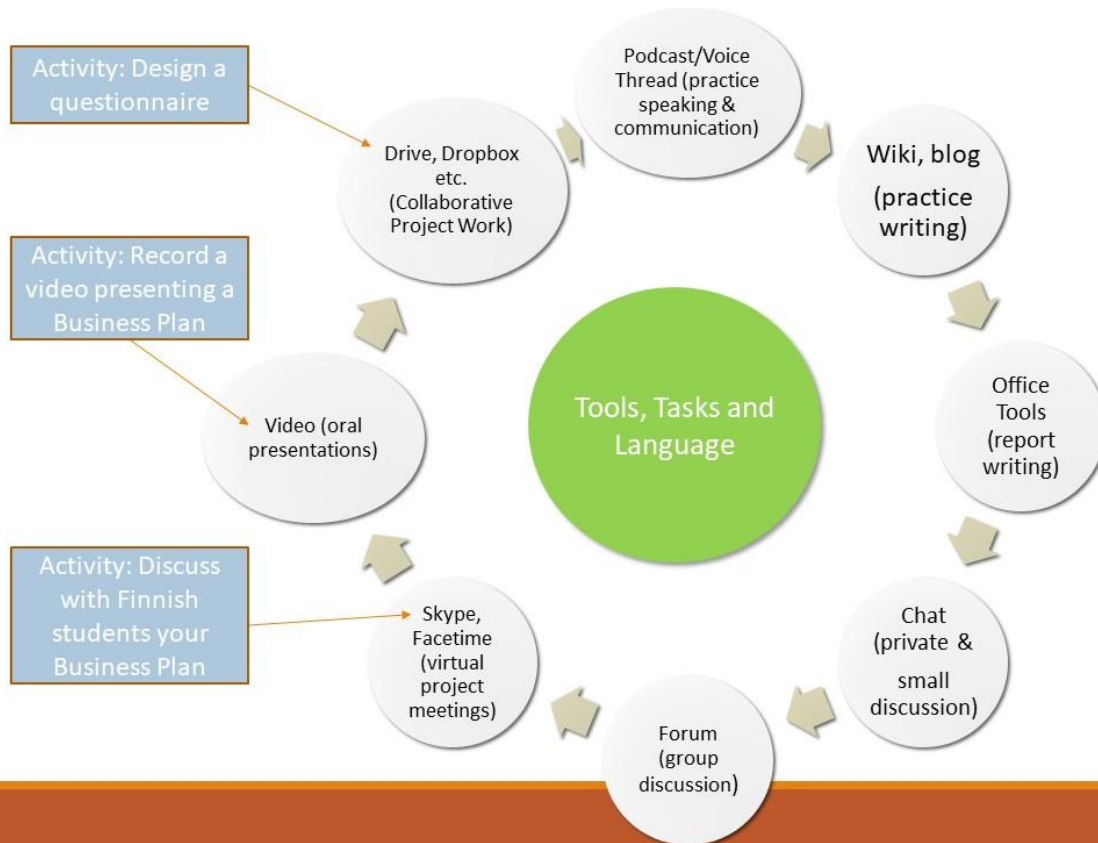 Activity: Design a
questionnaire
Podcast/Voice
Thread (practice
speaking &
communication)
Drive, Dropbox
etc.
(Collaborative
Project Work)
Wiki, blog
(practice
writing)
Activity: Record a
video presenting a
Business Plan
Tools, Tasks and
Language
Office
Tools
(report
writing)
Video (oral
presentations)
Activity: Discuss
with Finnish
students your
Business Plan
Skype,
Facetime
(virtual
project
meetings)
Chat
(private &
small
discussion)
Forum
(group
discussion)